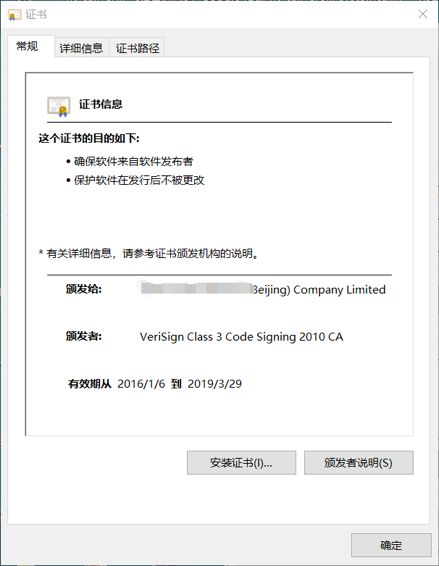 证书
常规 详细信息 证书路径
证书信息
这个证书的目的如下:
• 确保软件来自软件发布者
• 保护软件在发行后不被更改
* 有关详细信息，请参考证书颁发机构的说明。
颁发给: Beijing) Company Limited
颁发者: VeriSign Class 3 Code Signing 2010 CA
有效期从 2016/1/6 到 2019/3/29
安装证书(I)... 颁发者说明(S)
确定